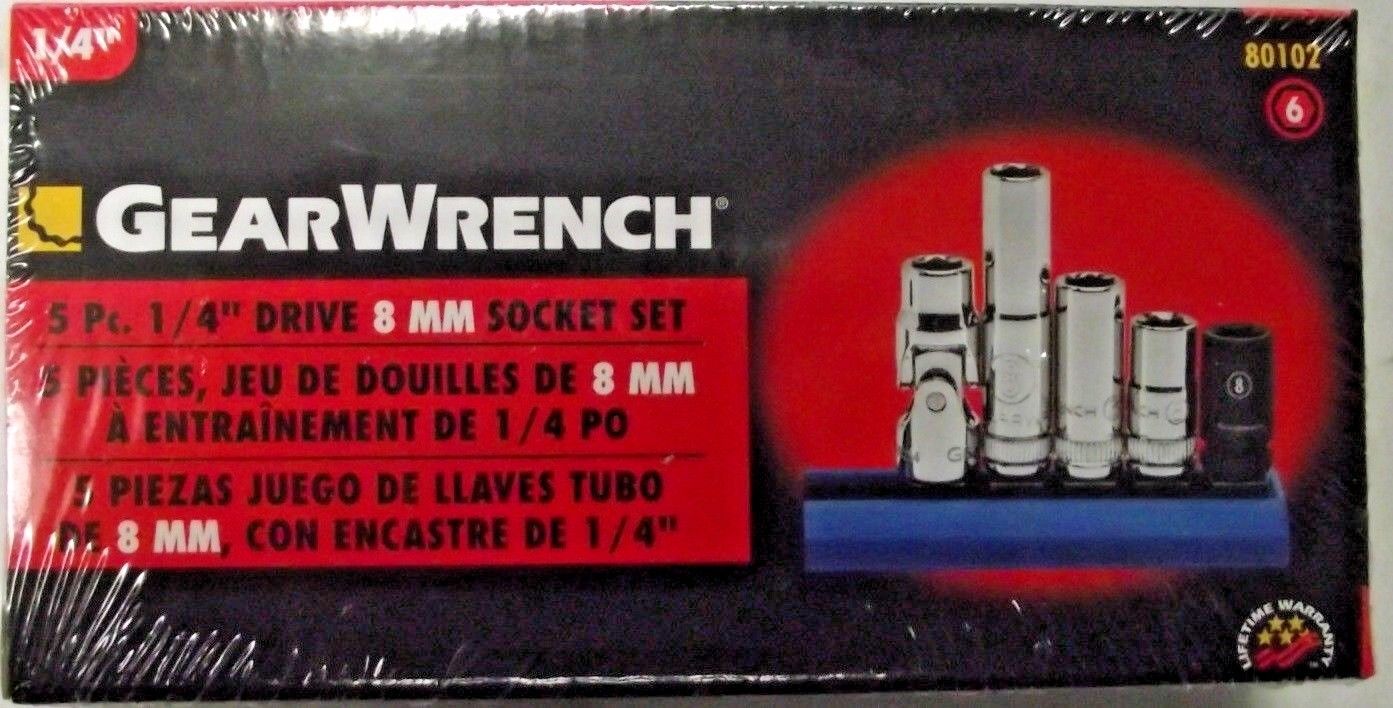 1/4"
80102
6
GEARWRENCH®
5 Pc. 1/4" DRIVE 8 MM SOCKET SET
5 PIÈCES, JEU DE DOUILLES DE 8 MM
À ENTRAÎNEMENT DE 1/4 PO
5 PIEZAS JUEGO DE LLAVES TUBO
DE 8 MM, CON ENCASTRE DE 1/4"
8
LIFETIME WARRANTY